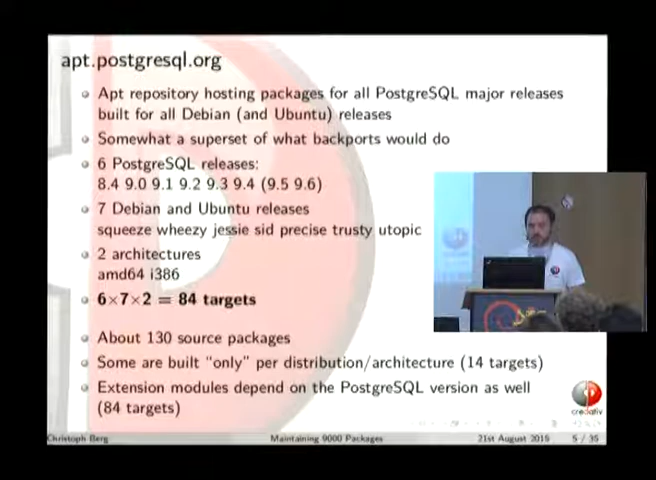 apt.postgresql.org
Apt repository hosting packages for all PostgreSQL major releases
built for all Debian (and Ubuntu) releases
Somewhat a superset of what backports would do
6 PostgreSQL releases:
8.4 9.0 9.1 9.2 9.3 9.4 (9.5 9.6)
7 Debian and Ubuntu releases
squeeze wheezy jessie sid precise trusty utopic
2 architectures
amd64 i386
6×7×2 = 84 targets
About 130 source packages
Some are built "only" per distribution/architecture (14 targets)
Extension modules depend on the PostgreSQL version as well
(84 targets)
credativ
Christoph Berg
Maintaining 9000 Packages
21st August 2015
5 / 35